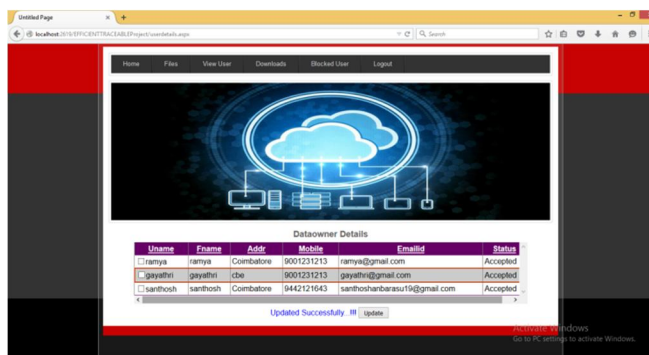 Untitled Page
localhost:2619/EFFICIENTTRACEABLEProject/userdetails.aspx
Search
Home Files View User Downloads Blocked User Logout
Dataowner Details
Uname Fname Addr Mobile Emailid Status
ramya ramya Coimbatore 9001231213 ramya@gmail.com Accepted
gayathri gayathri cbe 9001231213 gayathri@gmail.com Accepted
santhosh santhosh Coimbatore 9442121643 santhoshanbarasu19@gmail.com Accepted
Updated Successfully...!!! Update
Activate Windows
Go to PC settings to activate Windows.